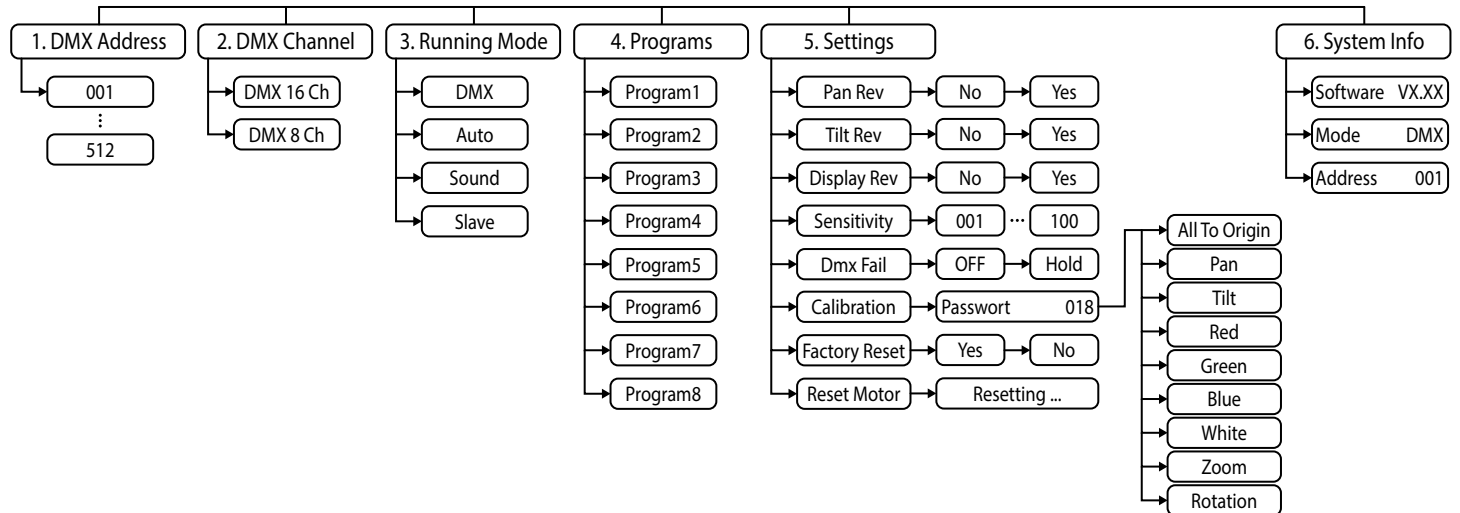 1. DMX Address
001
⋮
512
2. DMX Channel
DMX 16 Ch
DMX 8 Ch
3. Running Mode
DMX
Auto
Sound
Slave
4. Programs
Program1
Program2
Program3
Program4
Program5
Program6
Program7
Program8
5. Settings
Pan Rev No Yes
Tilt Rev No Yes
Display Rev No Yes
Sensitivity 001 ... 100
Dmx Fail OFF Hold
Calibration Passwort 018
All To Origin
Pan
Tilt
Red
Green
Blue
White
Zoom
Rotation
Factory Reset Yes No
Reset Motor Resetting ...
6. System Info
Software VX.XX
Mode DMX
Address 001